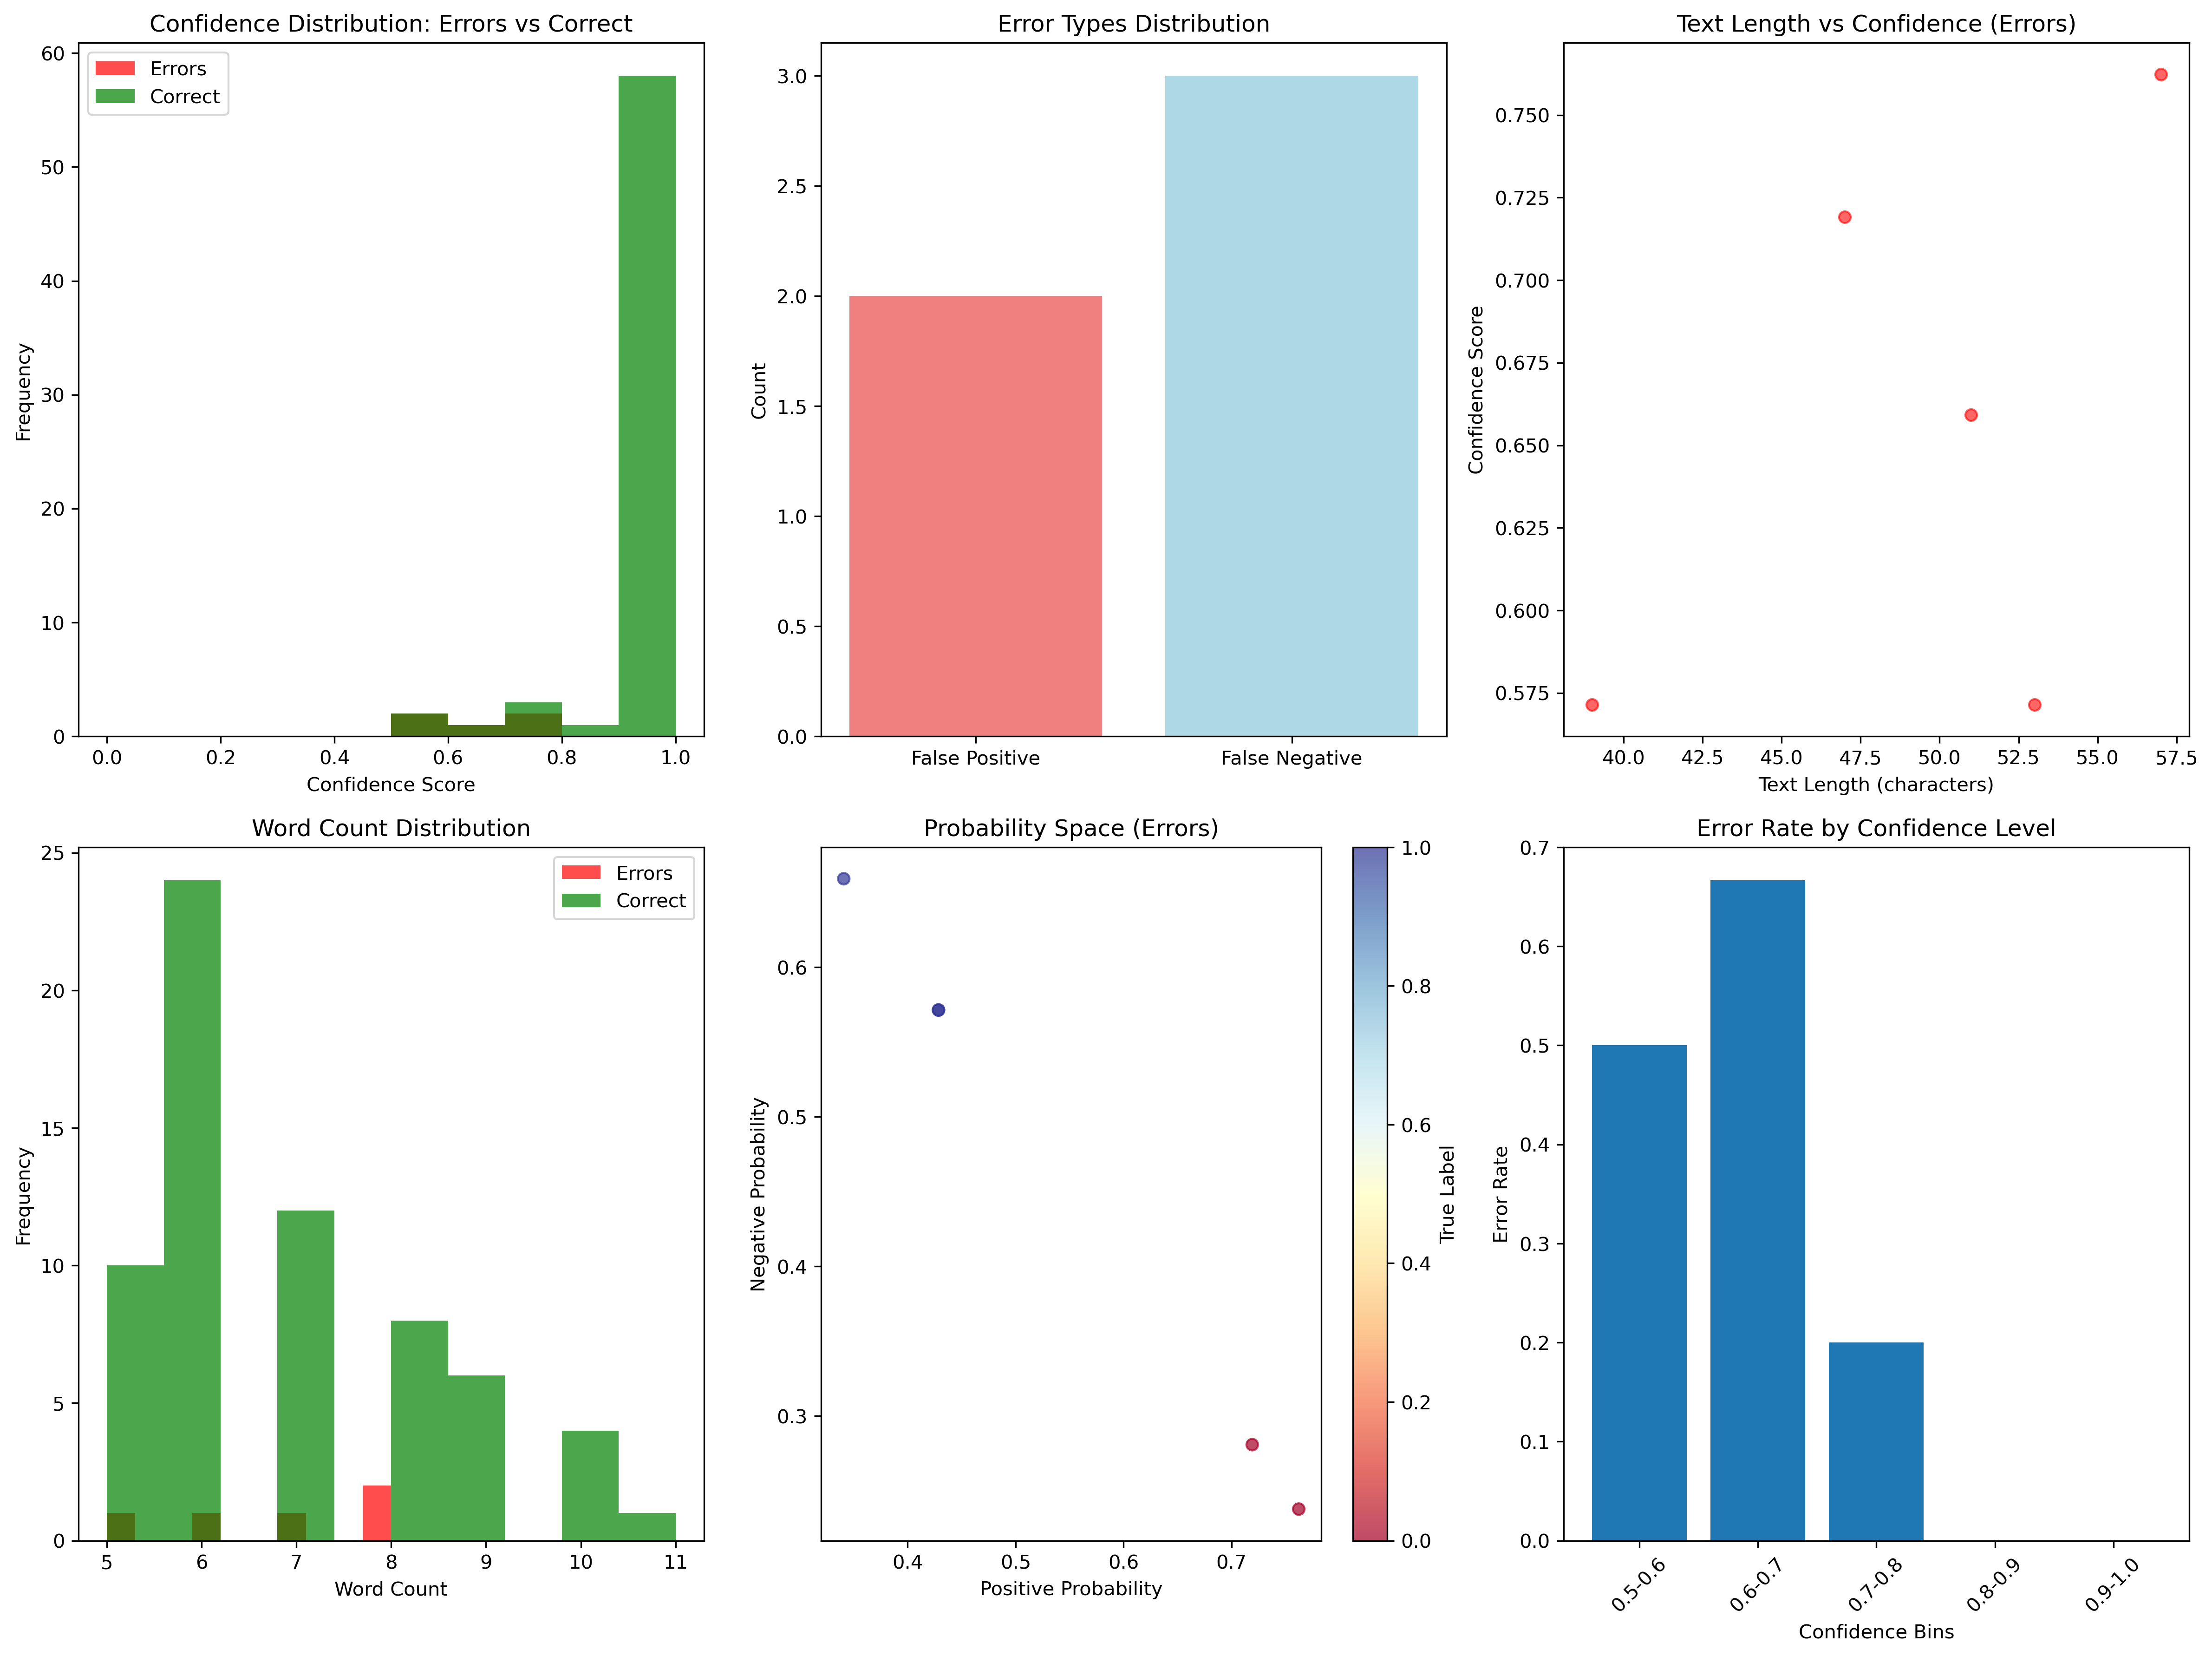 Confidence Distribution: Errors vs Correct
Errors
Correct
60
50
40
30
20
10
0
Frequency
0.0 0.2 0.4 0.6 0.8 1.0
Confidence Score
Error Types Distribution
3.0
2.5
2.0
1.5
1.0
0.5
0.0
Count
False Positive False Negative
Text Length vs Confidence (Errors)
0.750
0.725
0.700
0.675
0.650
0.625
0.600
0.575
Confidence Score
40.0 42.5 45.0 47.5 50.0 52.5 55.0 57.5
Text Length (characters)
Word Count Distribution
Errors
Correct
25
20
15
10
5
0
Frequency
5 6 7 8 9 10 11
Word Count
Probability Space (Errors)
0.6
0.5
0.4
0.3
Negative Probability
0.4 0.5 0.6 0.7
Positive Probability
1.0
0.8
0.6
0.4
0.2
0.0
True Label
Error Rate by Confidence Level
0.7
0.6
0.5
0.4
0.3
0.2
0.1
0.0
Error Rate
0.5-0.6 0.6-0.7 0.7-0.8 0.8-0.9 0.9-1.0
Confidence Bins